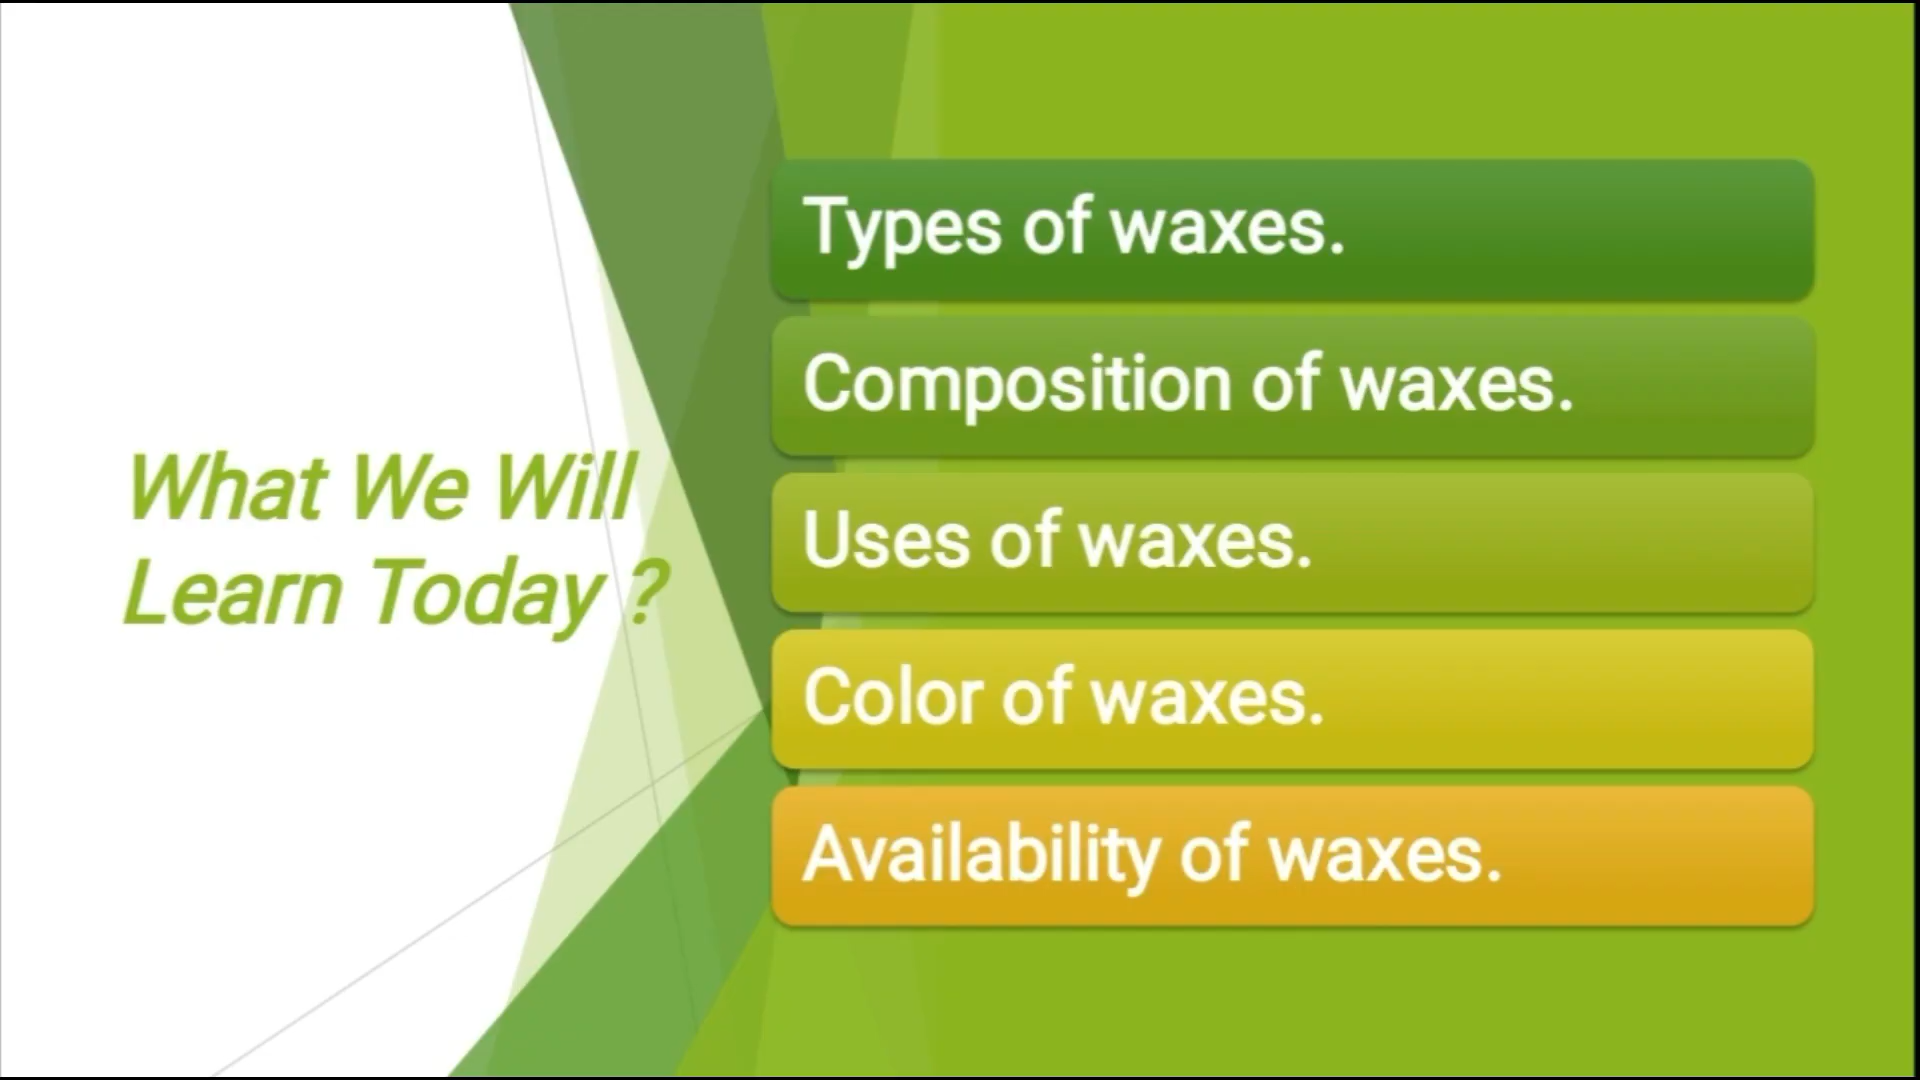 What We Will
Learn Today ?
Types of waxes.
Composition of waxes.
Uses of waxes.
Color of waxes.
Availability of waxes.